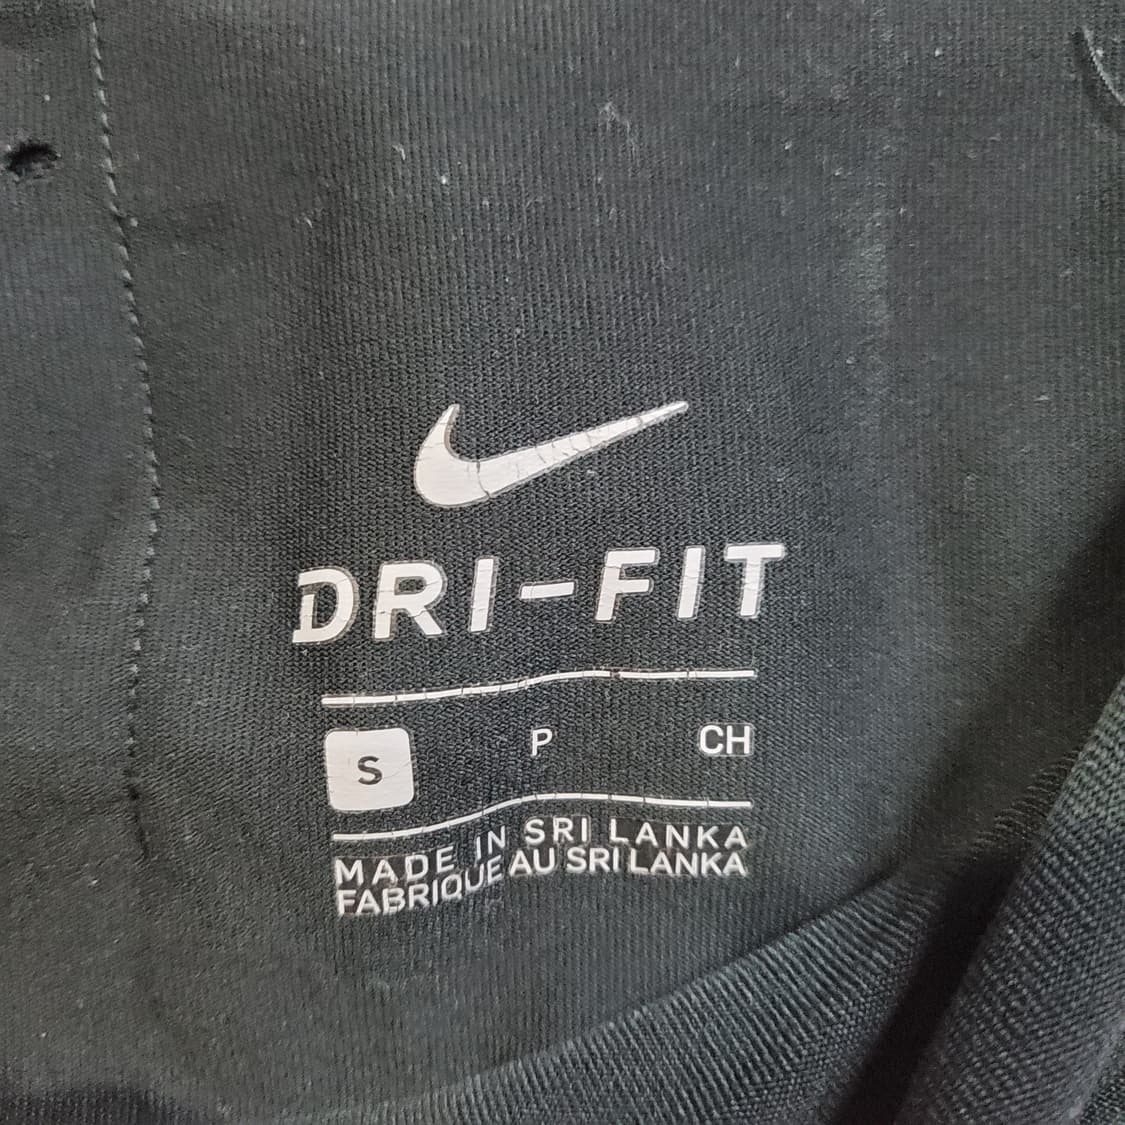 DRI-FIT
S P CH
MADE IN SRI LANKA
FABRIQUE AU SRI LANKA